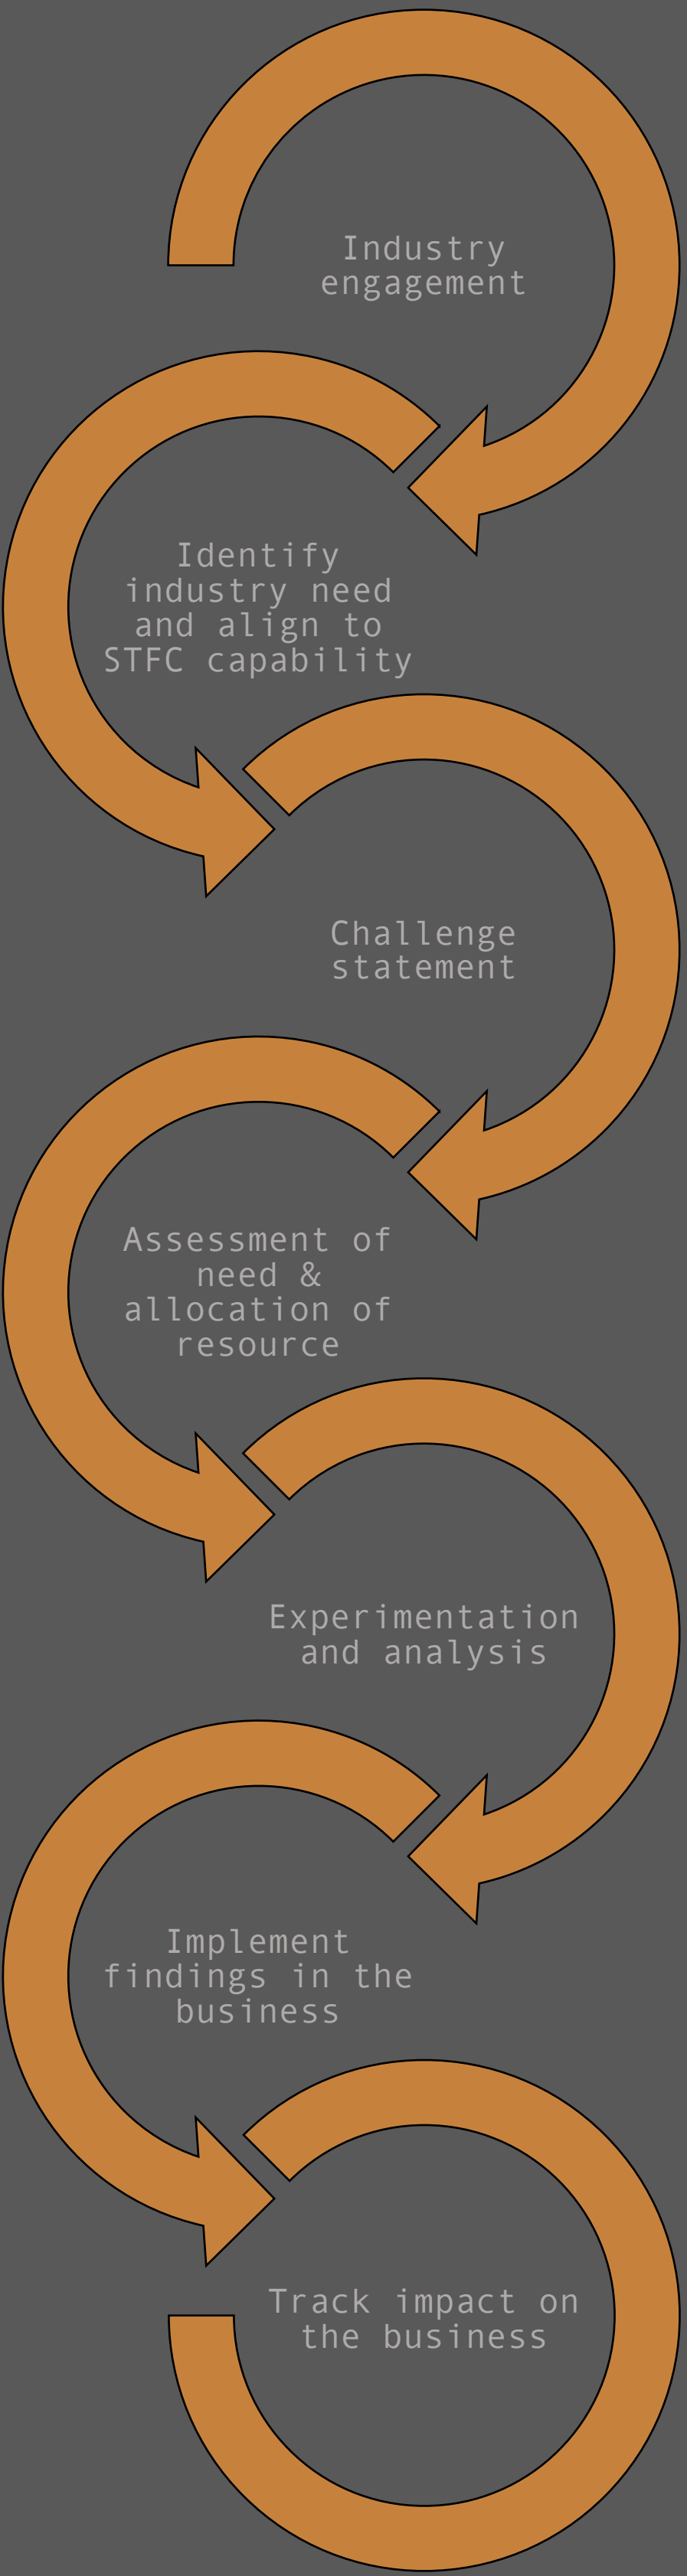 Industry
engagement
Identify
industry need
and align to
STFC capability
Challenge
statement
Assessment of
need &
allocation of
resource
Experimentation
and analysis
Implement
findings in the
business
Track impact on
the business